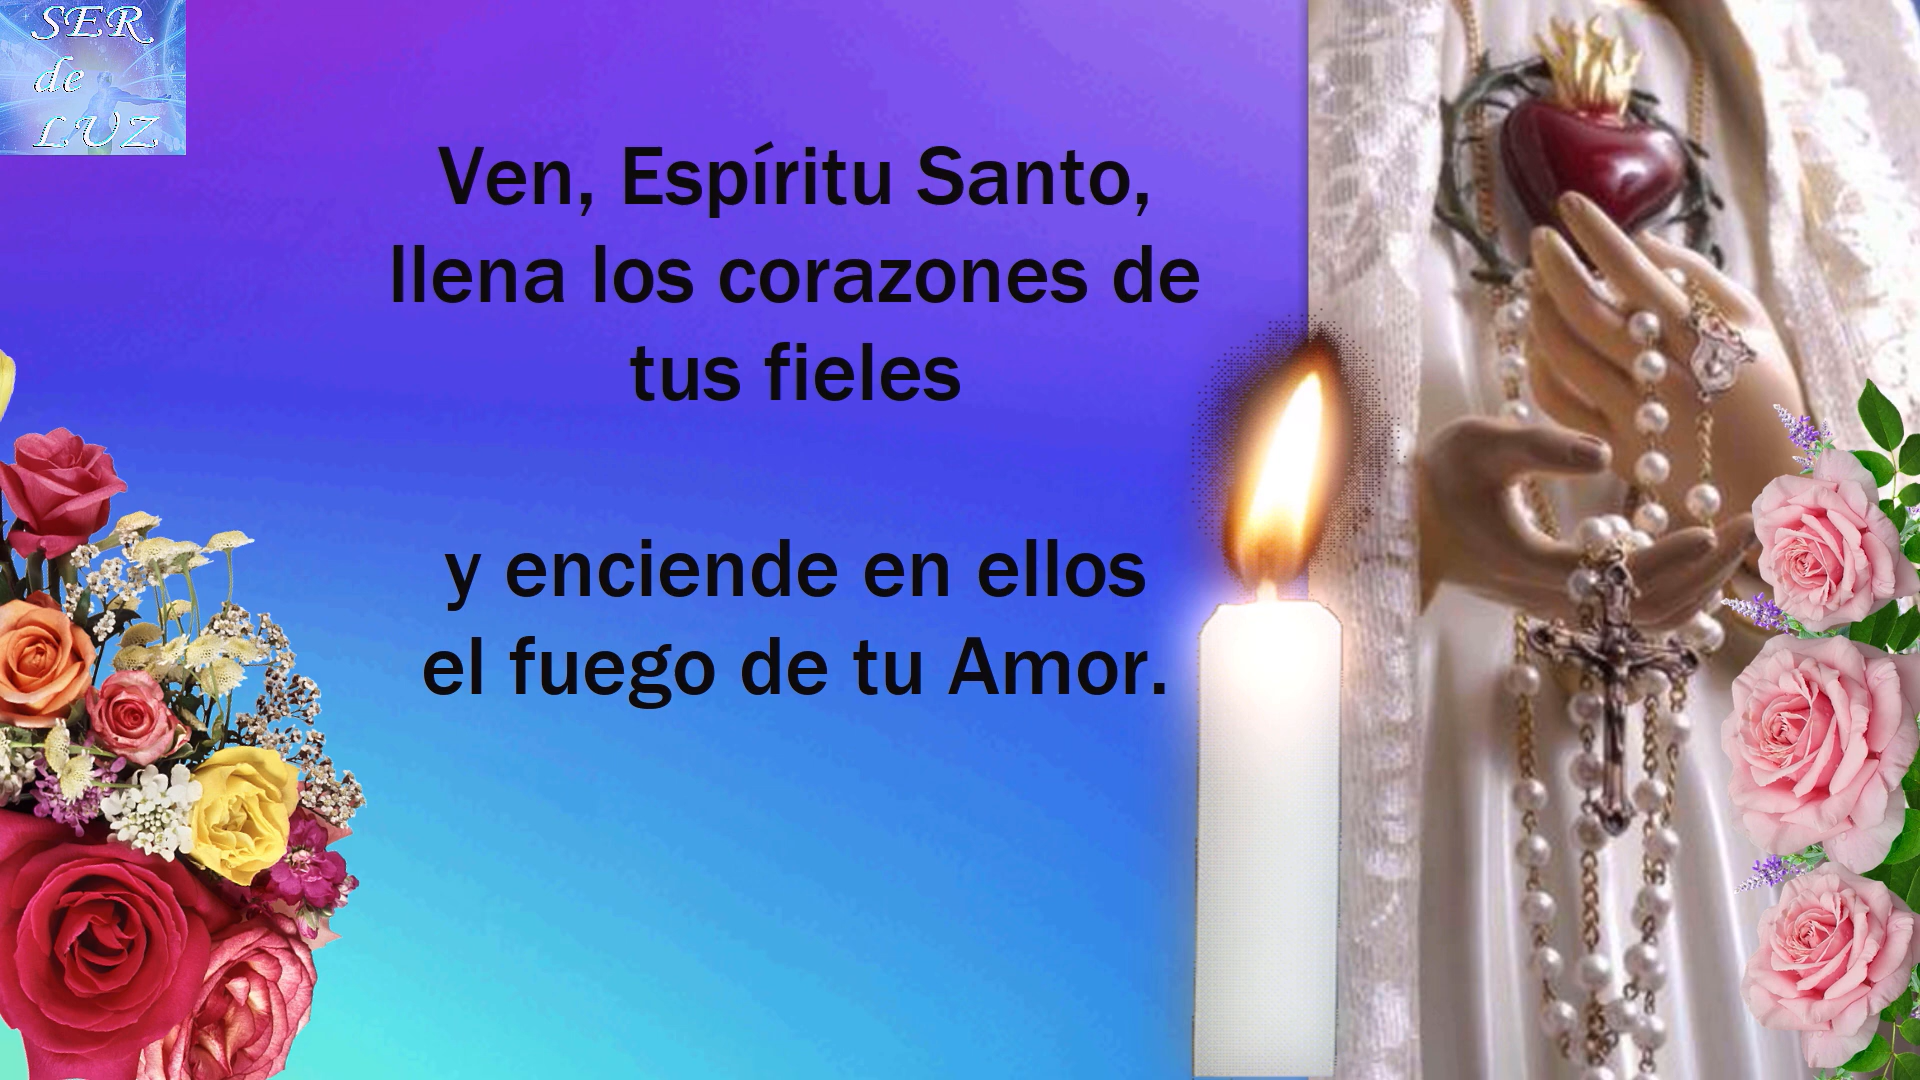 SER
de
LUZ
Ven, Espíritu Santo,
llena los corazones de
tus fieles
y enciende en ellos
el fuego de tu Amor.